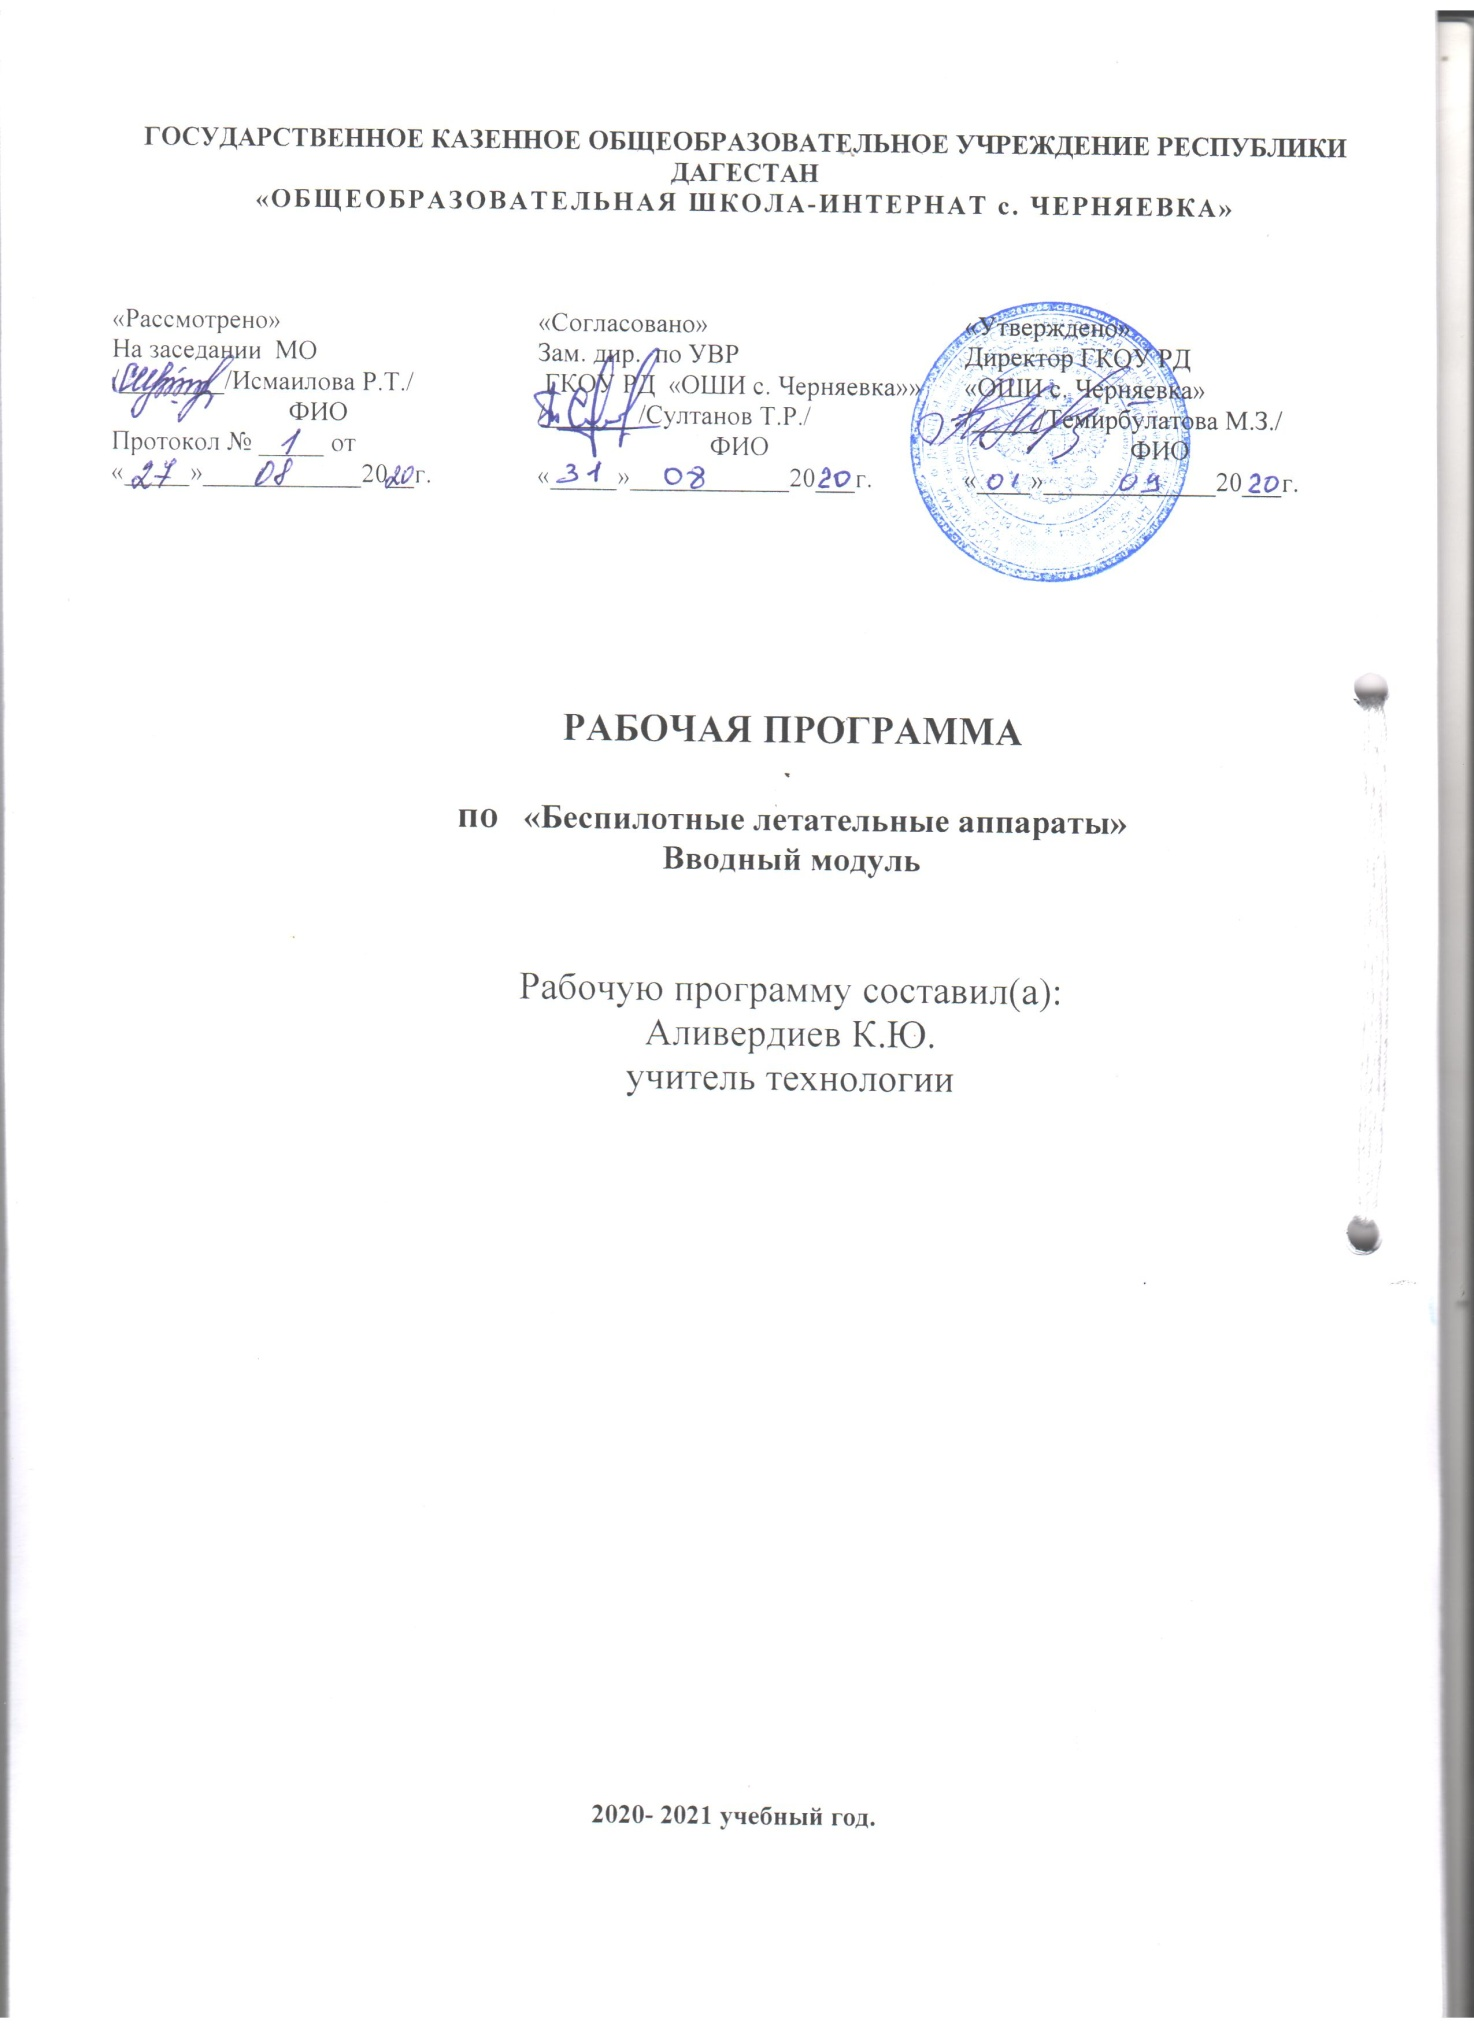 ГОСУДАРСТВЕННОЕ КАЗЕННОЕ ОБЩЕОБРАЗОВАТЕЛЬНОЕ УЧРЕЖДЕНИЕ РЕСПУБЛИКИ
ДАГЕСТАН
«ОБЩЕОБРАЗОВАТЕЛЬНАЯ ШКОЛА-ИНТЕРНАТ с. ЧЕРНЯЕВКА»
«Рассмотрено»
На заседании МО
/Исмаилова Р.Т./
ФИО
Протокол № 1 от
«27» 08 2020г.
«Согласовано»
Зам. дир. по УВР
ГКОУ РД «ОШИ с. Черняевка»»
/Султанов Т.Р./
ФИО
«31» 08 2020г.
«Утверждено»
Директор ГКОУ РД
«ОШИ с. Черняевка»
/Темирбулатова М.З./
ФИО
«01» 09 2020г.
РАБОЧАЯ ПРОГРАММА
по «Беспилотные летательные аппараты»
Вводный модуль
Рабочую программу составил(а):
Аливердиев К.Ю.
учитель технологии
2020- 2021 учебный год.